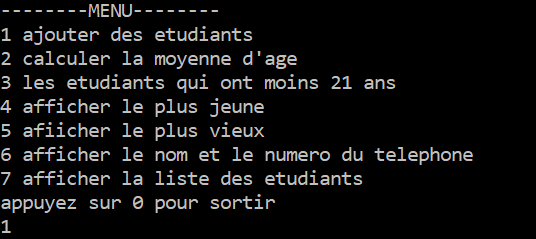 --------MENU--------
1 ajouter des etudiants
2 calculer la moyenne d'age
3 les etudiants qui ont moins 21 ans
4 afficher le plus jeune
5 afiicher le plus vieux
6 afficher le nom et le numero du telephone
7 afficher la liste des etudiants
appuyez sur 0 pour sortir
1